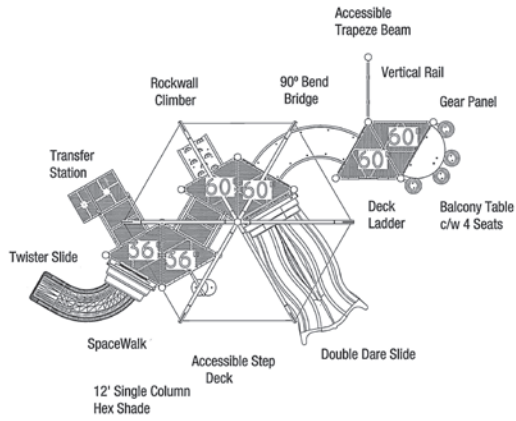 Accessible
Trapeze Beam
Vertical Rail
Rockwall
Climber
90º Bend
Bridge
Gear Panel
60"
60"
60"
60"
Transfer
Station
Deck
Ladder
Balcony Table
c/w 4 Seats
36"
36"
Twister Slide
SpaceWalk
Accessible Step
Deck
Double Dare Slide
12' Single Column
Hex Shade